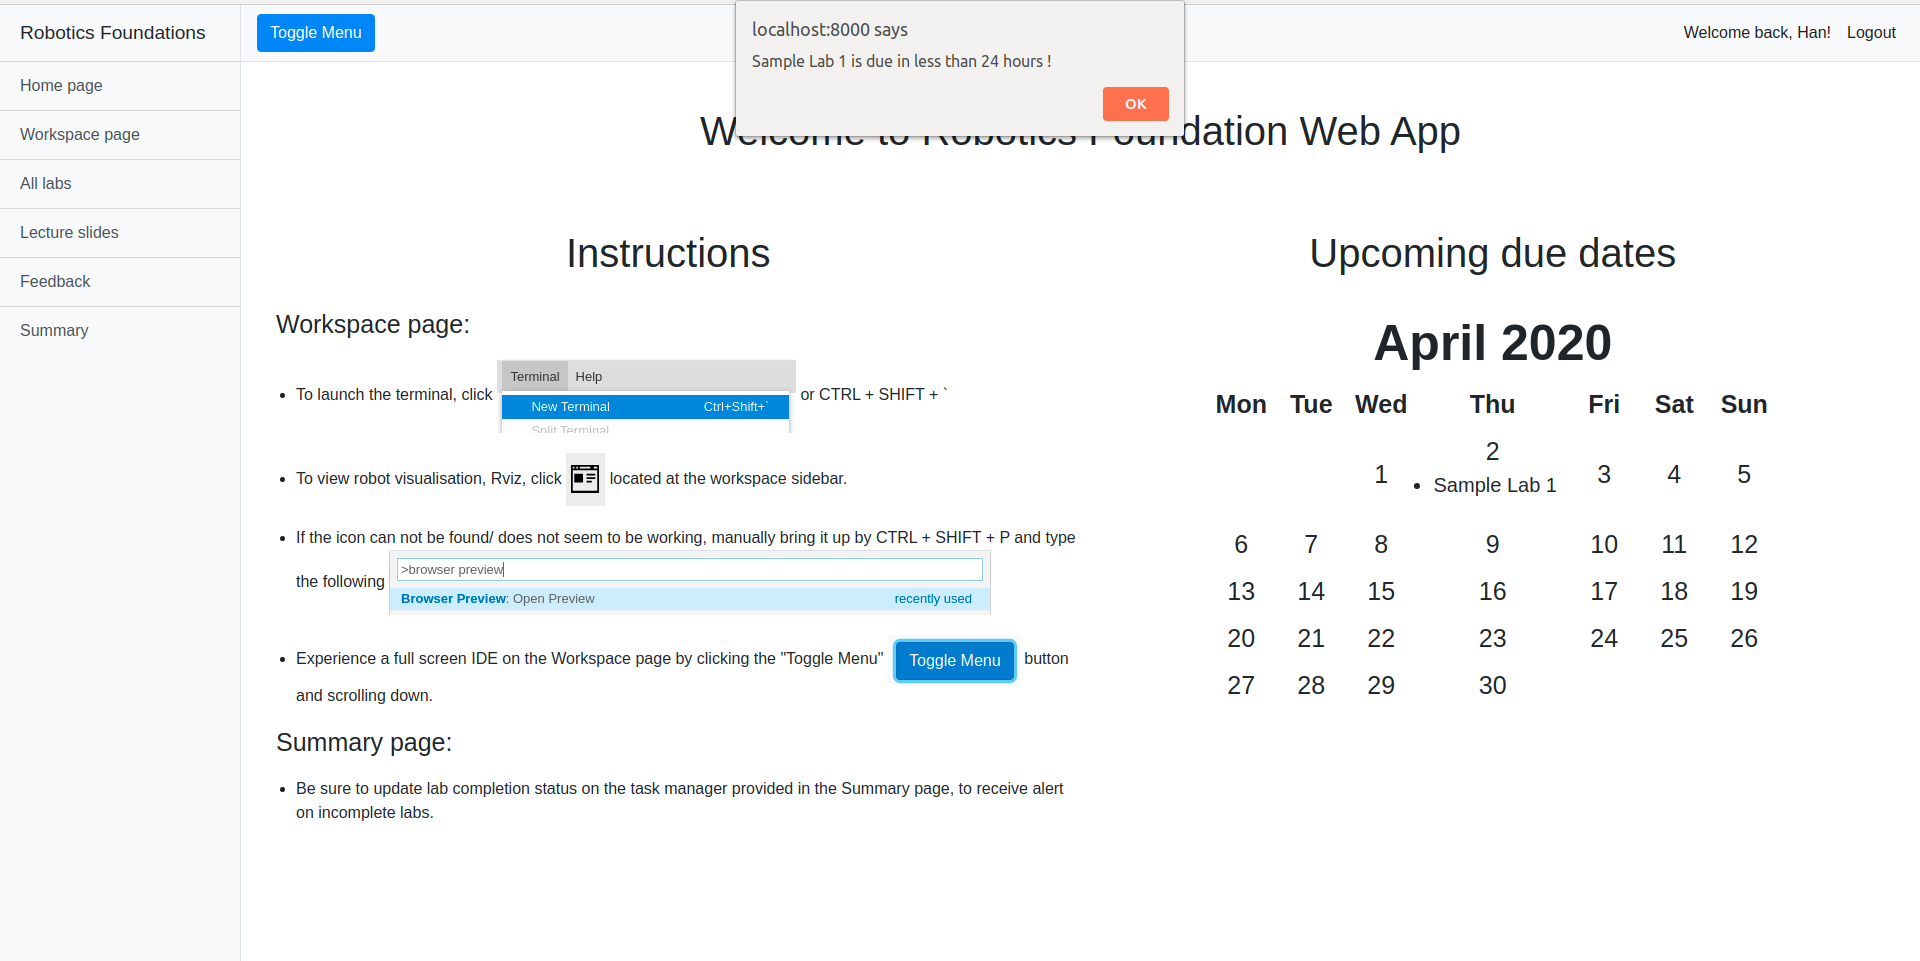 Robotics Foundations
Toggle Menu
localhost:8000 says
Sample Lab 1 is due in less than 24 hours !
OK
Welcome back, Han!
Logout
Home page
Workspace page
All labs
Lecture slides
Feedback
Summary
Welcome to Robotics Foundation Web App
Instructions
Workspace page:
• To launch the terminal, click
Terminal Help
New Terminal Ctrl+Shift+`
Split Terminal
or CTRL + SHIFT + `
• To view robot visualisation, Rviz, click located at the workspace sidebar.
• If the icon can not be found/ does not seem to be working, manually bring it up by CTRL + SHIFT + P and type
the following
>browser preview
Browser Preview: Open Preview recently used
• Experience a full screen IDE on the Workspace page by clicking the "Toggle Menu" Toggle Menu button
and scrolling down.
Summary page:
• Be sure to update lab completion status on the task manager provided in the Summary page, to receive alert
on incomplete labs.
Upcoming due dates
April 2020
Mon Tue Wed Thu Fri Sat Sun
1 2 3 4 5
• Sample Lab 1
6 7 8 9 10 11 12
13 14 15 16 17 18 19
20 21 22 23 24 25 26
27 28 29 30